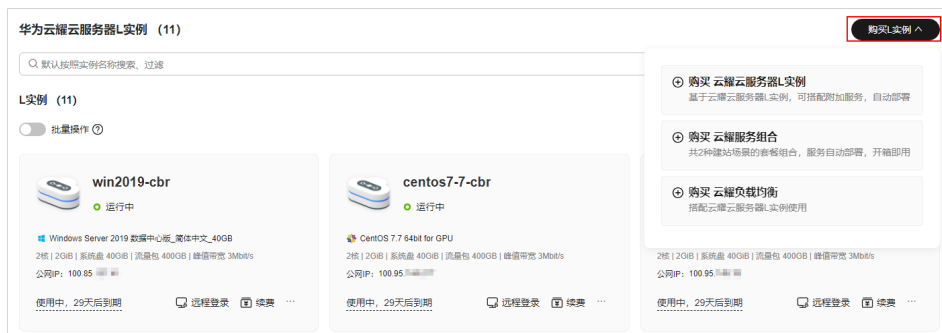 华为云耀云服务器L实例 （11）
购买L实例
默认按照实例名称搜索、过滤
购买 云耀云服务器L实例
基于云耀云服务器L实例，可搭配附加服务，自动部署
L实例 （11）
批量操作
购买 云耀服务组合
共2种建站场景的套餐组合，服务自动部署，开箱即用
购买 云耀负载均衡
搭配云耀云服务器L实例使用
win2019-cbr
运行中
Windows Server 2019 数据中心版_简体中文_40GB
2核 | 2GiB | 系统盘 40GiB | 流量包 400GB | 峰值带宽 3Mbit/s
公网IP： 100.85
使用中，29天后到期
远程登录 续费 ...
centos7-7-cbr
运行中
CentOS 7.7 64bit for GPU
2核 | 2GiB | 系统盘 40GiB | 流量包 400GB | 峰值带宽 3Mbit/s
公网IP： 100.95.
使用中，29天后到期
远程登录 续费 ...
2核 | 2GiB | 系统盘 40GiB | 流量包 400GB | 峰值带宽 3Mbit/s
公网IP： 100.95.
使用中，29天后到期
远程登录 续费 ...